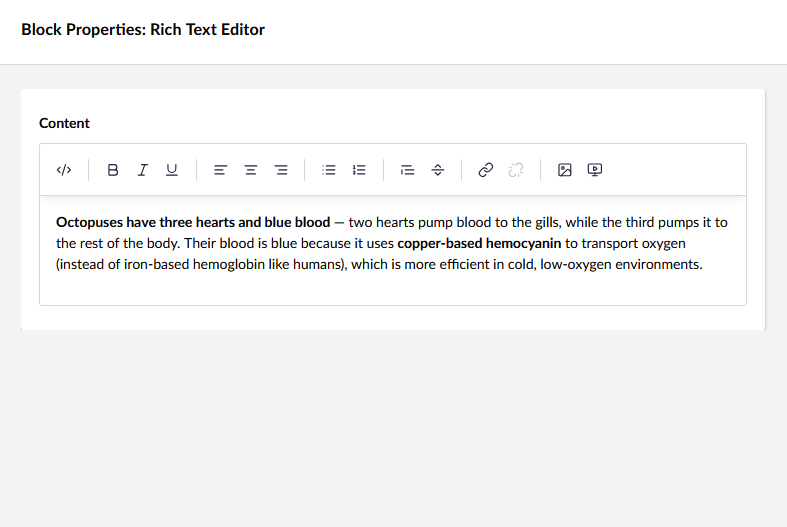 Block Properties: Rich Text Editor
Content
Octopuses have three hearts and blue blood — two hearts pump blood to the gills, while the third pumps it to
the rest of the body. Their blood is blue because it uses copper-based hemocyanin to transport oxygen
(instead of iron-based hemoglobin like humans), which is more efficient in cold, low-oxygen environments.